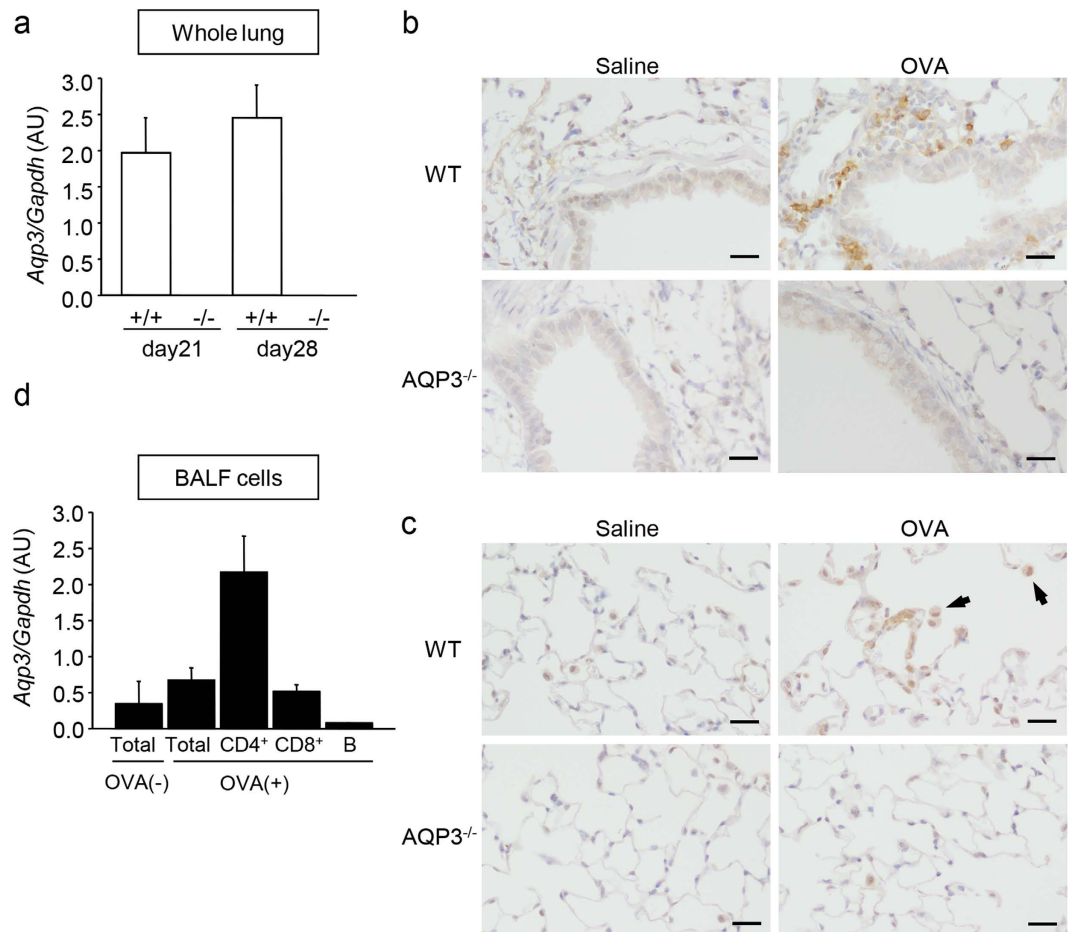 a
Whole lung
3.0
2.5
2.0
1.5
1.0
0.5
0.0
Aqp3/Gapdh (AU)
+/+ -/- +/+ -/-
day21 day28
b
Saline OVA
WT
AQP3-/-
d
BALF cells
3.0
2.5
2.0
1.5
1.0
0.5
0.0
Aqp3/Gapdh (AU)
Total Total CD4+ CD8+ B
OVA(-) OVA(+)
c
Saline OVA
WT
AQP3-/-